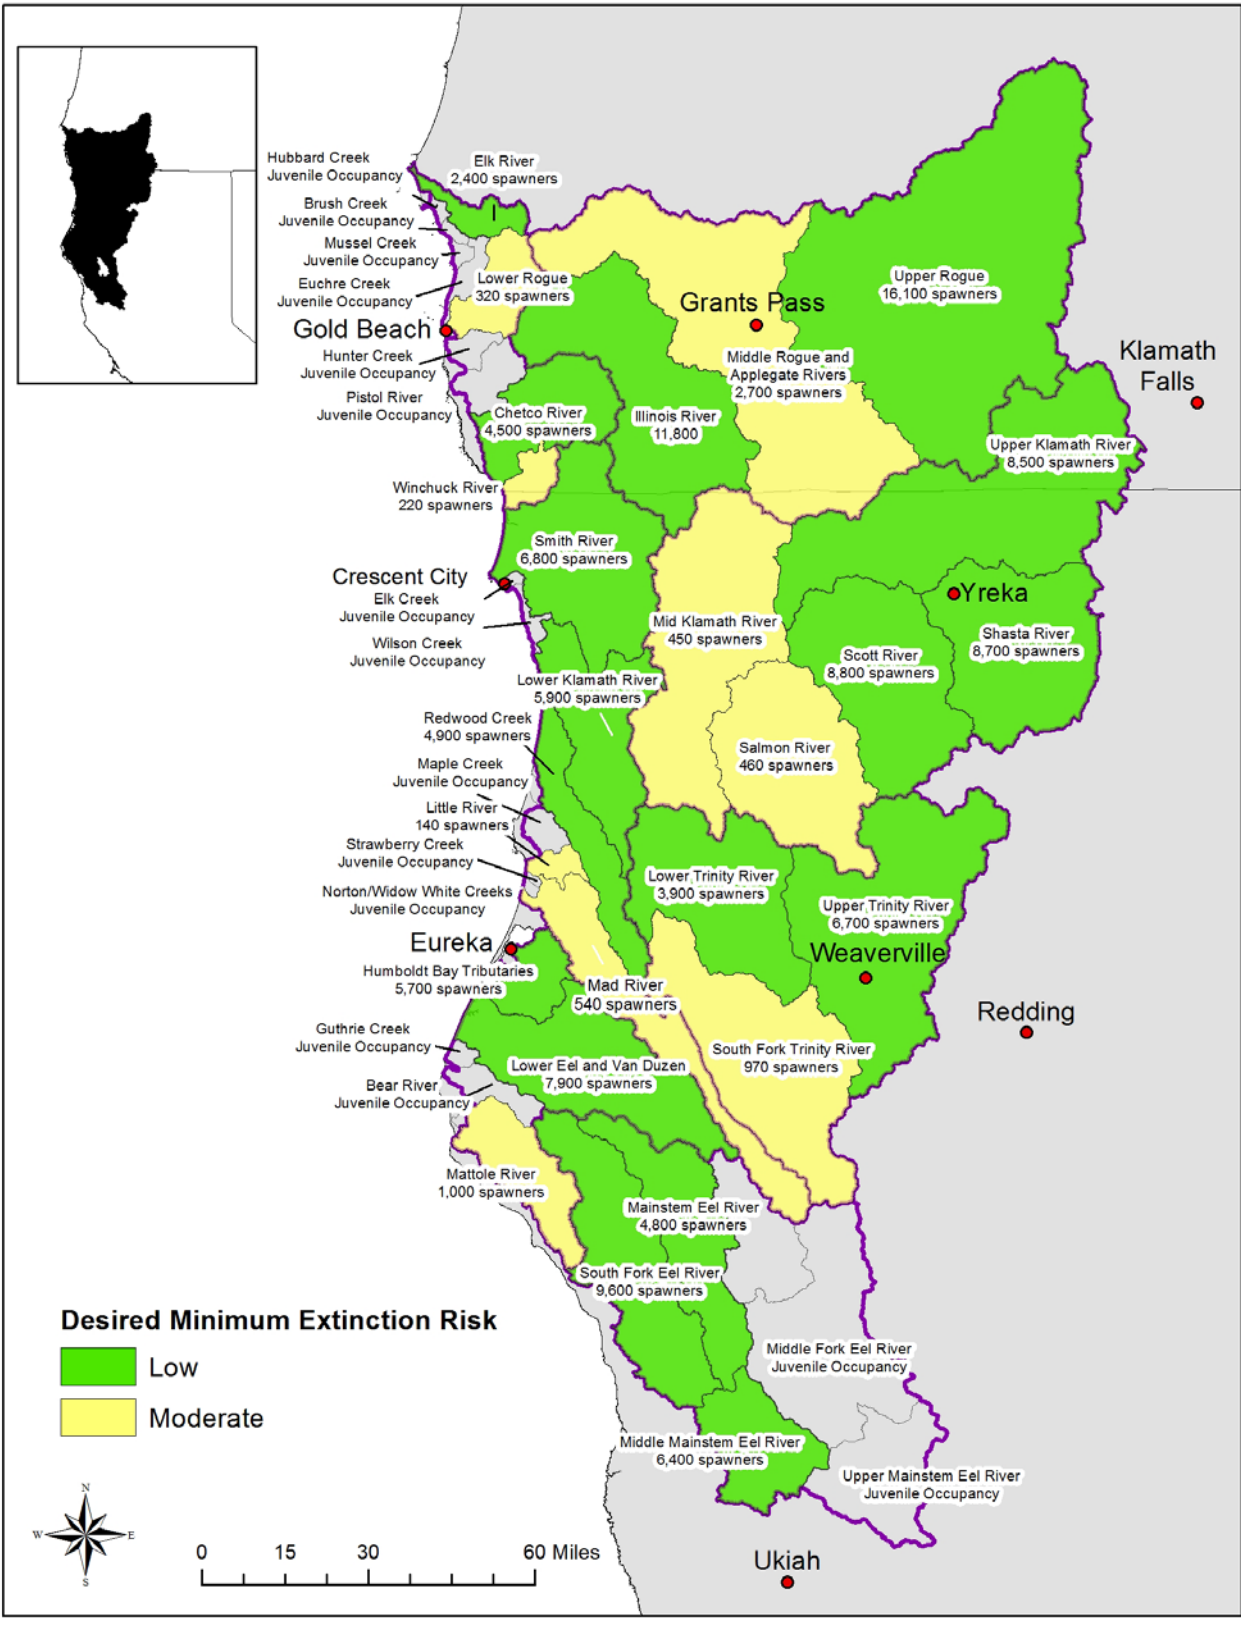 Hubbard Creek
Juvenile Occupancy
Elk River
2,400 spawners
Brush Creek
Juvenile Occupancy
Mussel Creek
Juvenile Occupancy
Euchre Creek
Juvenile Occupancy
Lower Rogue
320 spawners
Upper Rogue
16,100 spawners
Grants Pass
Gold Beach
Hunter Creek
Juvenile Occupancy
Middle Rogue and
Applegate Rivers
2,700 spawners
Klamath
Falls
Pistol River
Juvenile Occupancy
Chetco River
4,500 spawners
Illinois River
11,800
Upper Klamath River
8,500 spawners
Winchuck River
220 spawners
Smith River
6,800 spawners
Crescent City
Elk Creek
Juvenile Occupancy
Yreka
Wilson Creek
Juvenile Occupancy
Mid Klamath River
450 spawners
Scott River
8,800 spawners
Shasta River
8,700 spawners
Lower Klamath River
5,900 spawners
Redwood Creek
4,900 spawners
Salmon River
460 spawners
Maple Creek
Juvenile Occupancy
Little River
140 spawners
Strawberry Creek
Juvenile Occupancy
Norton/Widow White Creeks
Juvenile Occupancy
Lower Trinity River
3,900 spawners
Upper Trinity River
6,700 spawners
Eureka
Weaverville
Humboldt Bay Tributaries
5,700 spawners
Mad River
540 spawners
Redding
Guthrie Creek
Juvenile Occupancy
South Fork Trinity River
970 spawners
Lower Eel and Van Duzen
7,900 spawners
Bear River
Juvenile Occupancy
Mattole River
1,000 spawners
Mainstem Eel River
4,800 spawners
South Fork Eel River
9,600 spawners
Middle Fork Eel River
Juvenile Occupancy
Middle Mainstem Eel River
6,400 spawners
Upper Mainstem Eel River
Juvenile Occupancy
Ukiah
Desired Minimum Extinction Risk
Low
Moderate
N
W E
S
0 15 30 60 Miles